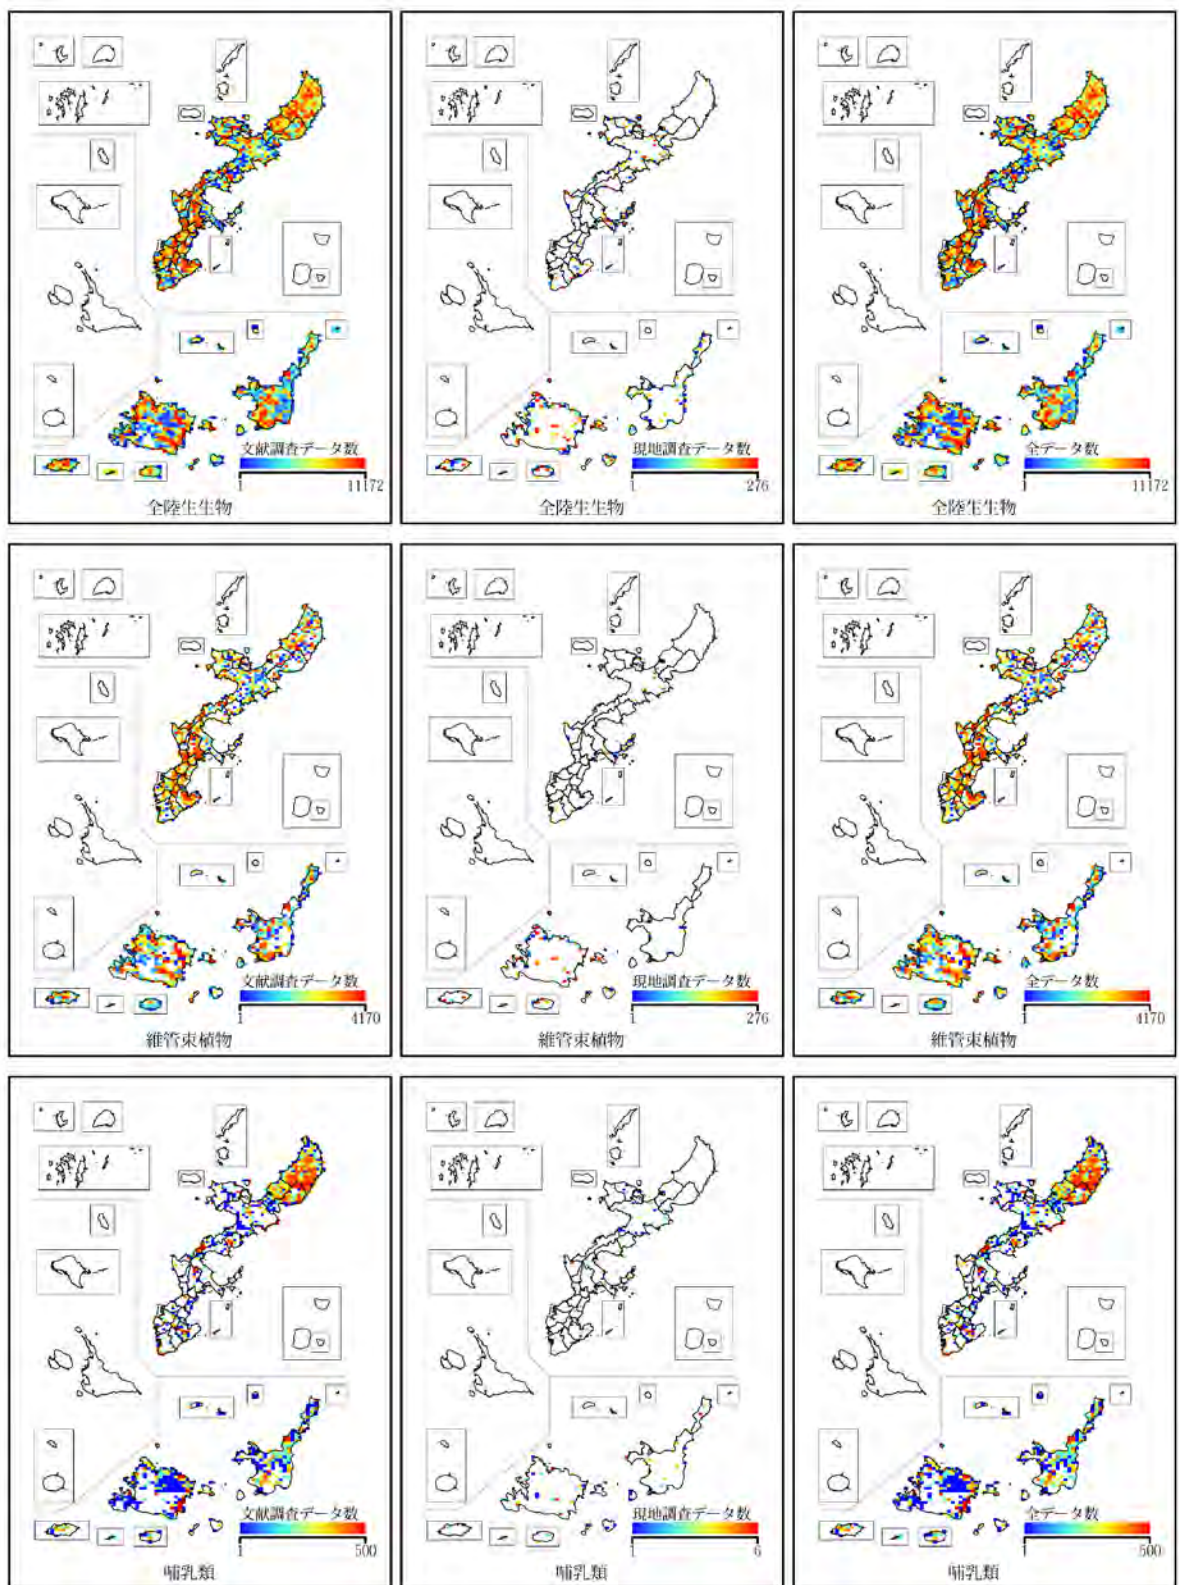 文献調査データ数
1 11172
全陸生生物
現地調査データ数
1 276
全陸生生物
全データ数
1 11172
全陸生生物
文献調査データ数
1 4170
維管束植物
現地調査データ数
1 276
維管束植物
全データ数
1 4170
維管束植物
文献調査データ数
1 500
哺乳類
現地調査データ数
1 6
哺乳類
全データ数
1 500
哺乳類